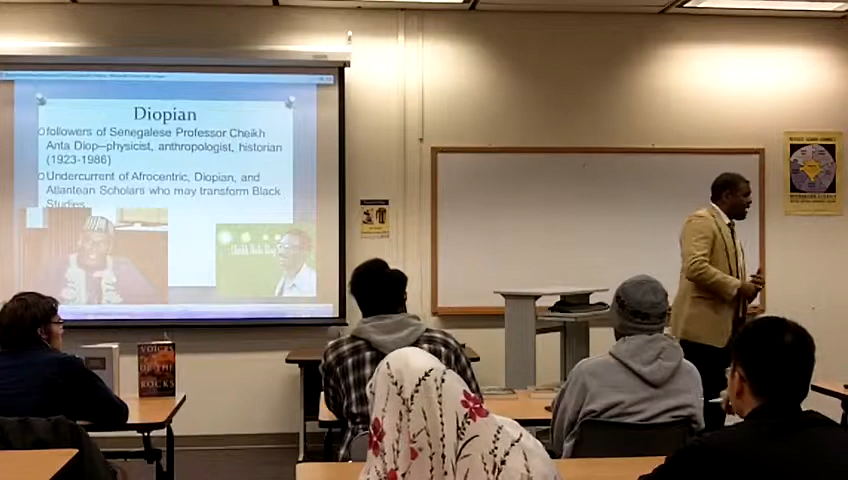 Diopian
followers of Senegalese Professor Cheikh
Anta Diop–physicist, anthropologist, historian
(1923-1986)
Undercurrent of Afrocentric, Diopian, and
Atlantean Scholars who may transform Black
Studies.
VOICES
OF THE
ROCKS